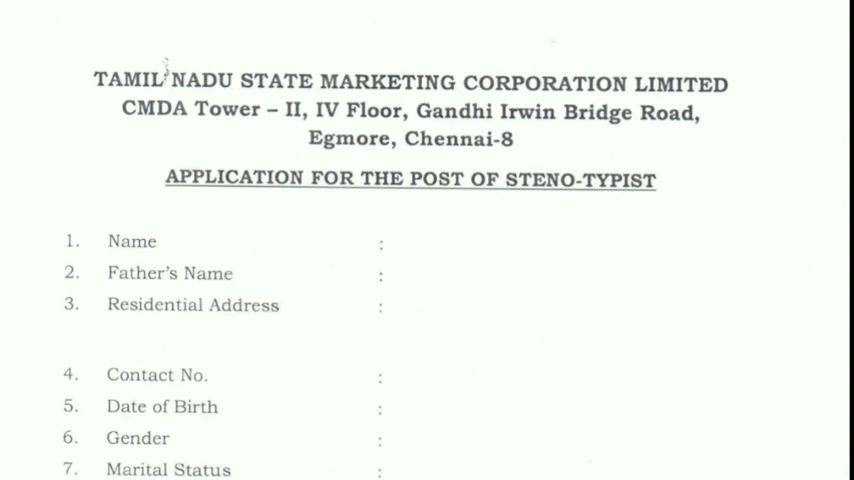 TAMIL NADU STATE MARKETING CORPORATION LIMITED
CMDA Tower – II, IV Floor, Gandhi Irwin Bridge Road,
Egmore, Chennai-8
APPLICATION FOR THE POST OF STENO-TYPIST
1. Name :
2. Father's Name :
3. Residential Address :
4. Contact No. :
5. Date of Birth :
6. Gender :
7. Marital Status :